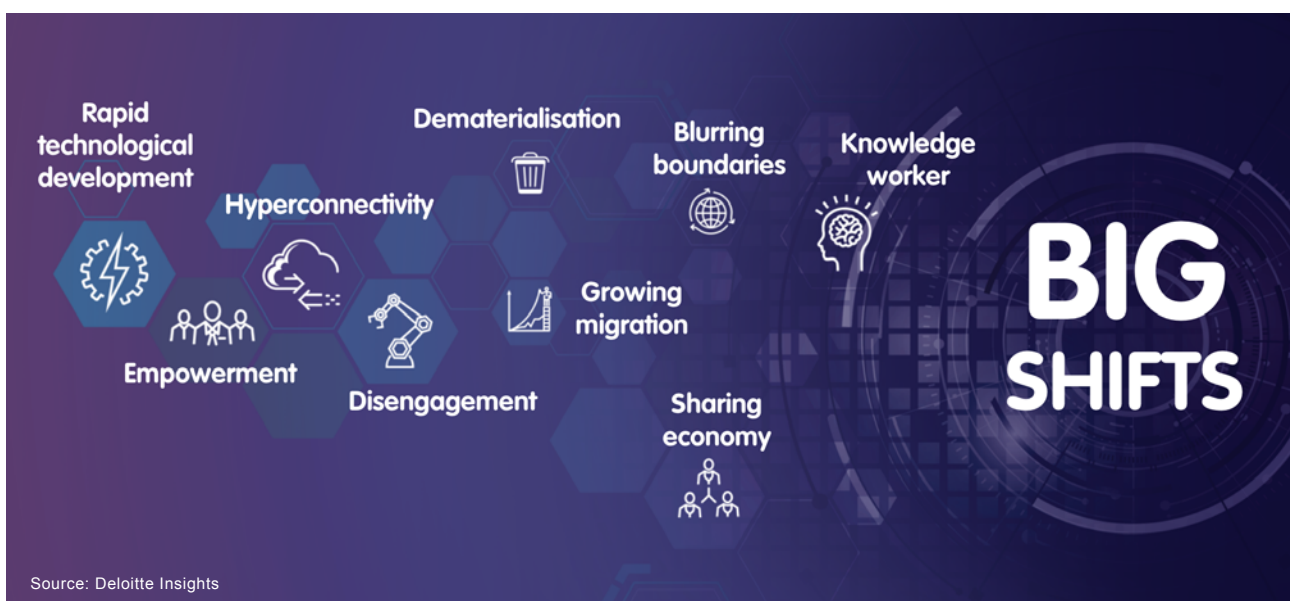 Rapid
technological
development
Hyperconnectivity
Empowerment
Disengagement
Dematerialisation
Growing
migration
Blurring
boundaries
Sharing
economy
Knowledge
worker
BIG
SHIFTS
Source: Deloitte Insights